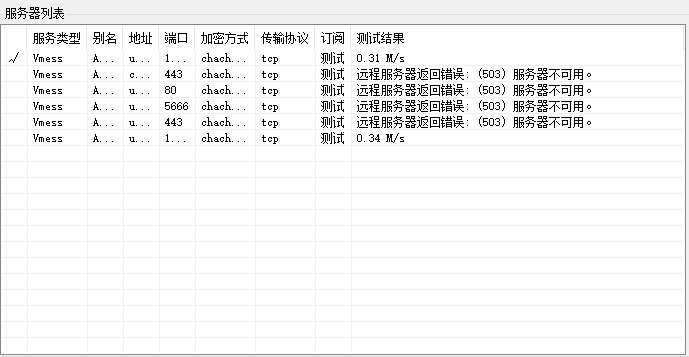 服务器列表
服务类型 别名 地址 端口 加密方式 传输协议 订阅 测试结果
✓ Vmess A... u... 1... chach... tcp 测试 0.31 M/s
Vmess A... c... 443 chach... tcp 测试 远程服务器返回错误: (503) 服务器不可用。
Vmess A... u... 80 chach... tcp 测试 远程服务器返回错误: (503) 服务器不可用。
Vmess A... u... 5666 chach... tcp 测试 远程服务器返回错误: (503) 服务器不可用。
Vmess A... u... 443 chach... tcp 测试 远程服务器返回错误: (503) 服务器不可用。
Vmess A... u... 1... chach... tcp 测试 0.34 M/s